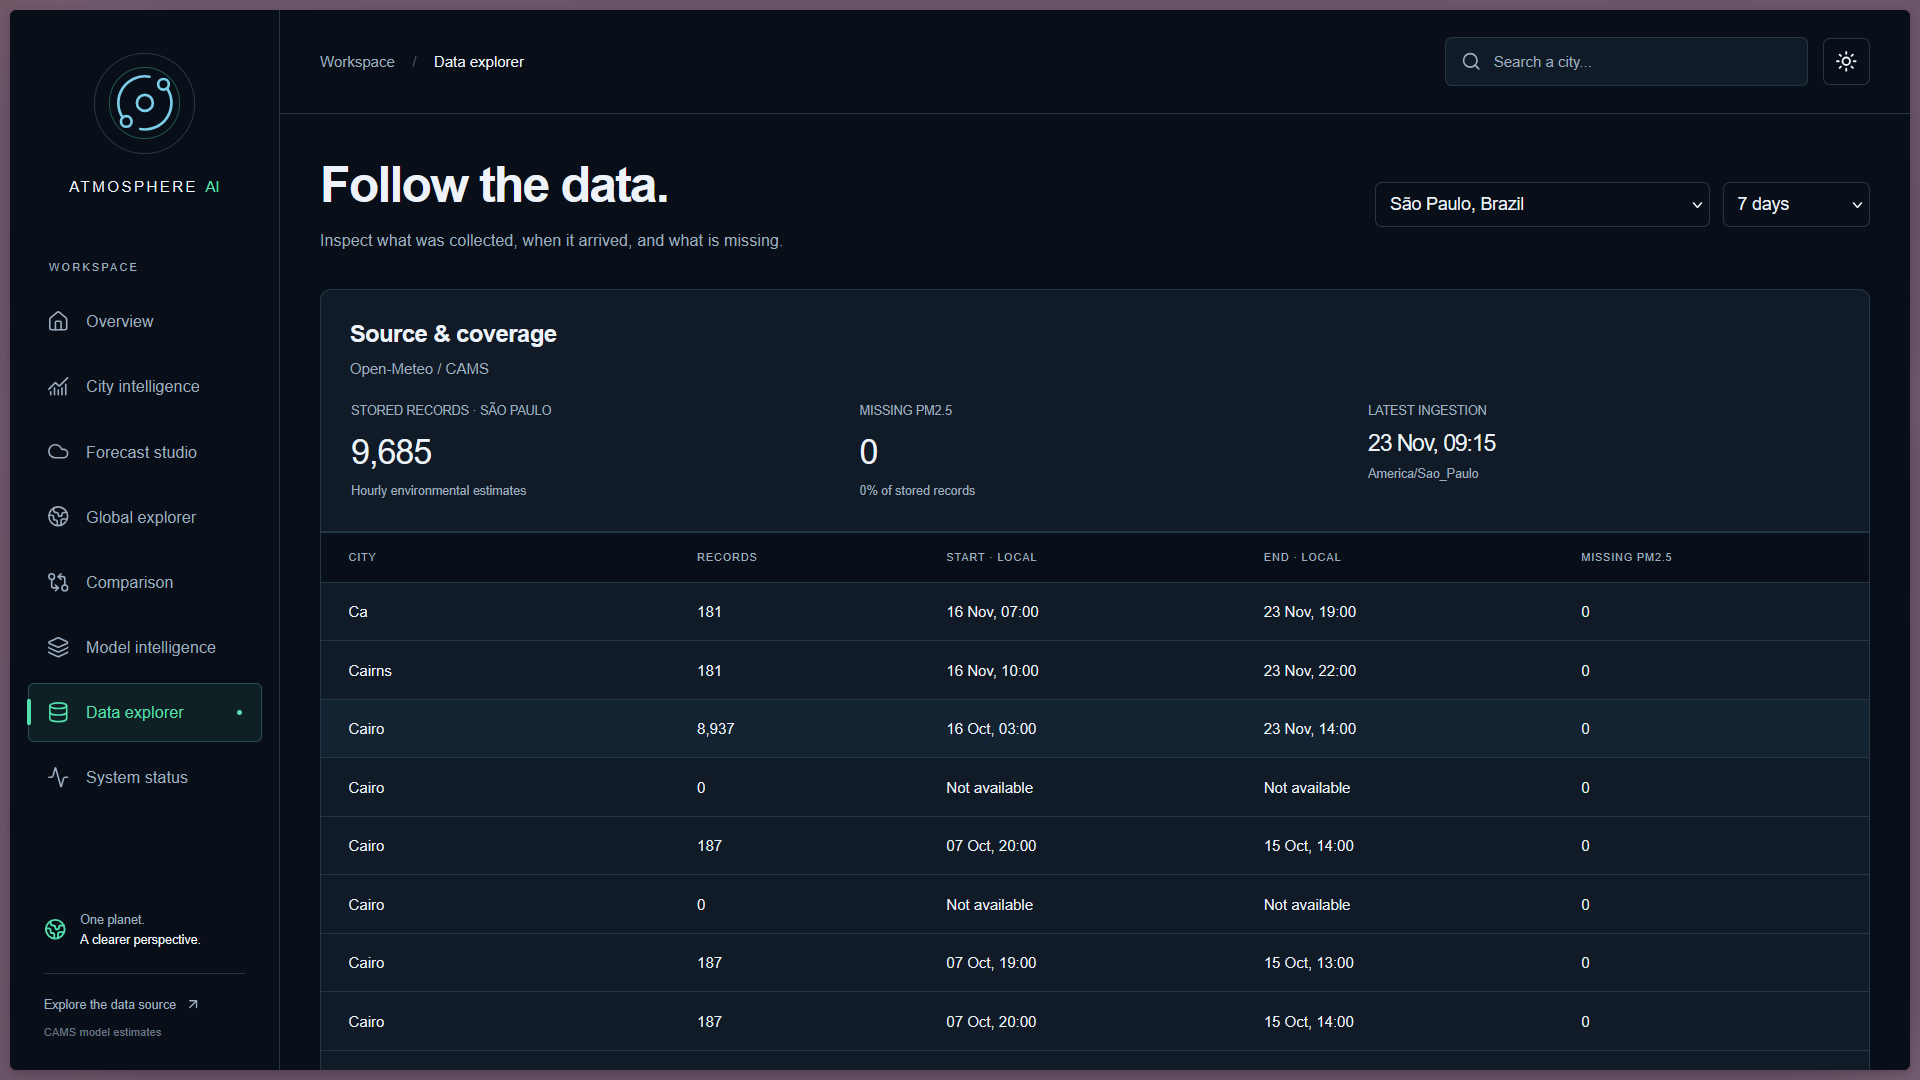 ATMOSPHERE AI
WORKSPACE
Overview
City intelligence
Forecast studio
Global explorer
Comparison
Model intelligence
Data explorer
System status
One planet.
A clearer perspective.
Explore the data source
CAMS model estimates
Workspace / Data explorer
Search a city...
Follow the data.
Inspect what was collected, when it arrived, and what is missing.
São Paulo, Brazil
7 days
Source & coverage
Open-Meteo / CAMS
STORED RECORDS · SÃO PAULO
9,685
Hourly environmental estimates
MISSING PM2.5
0
0% of stored records
LATEST INGESTION
23 Nov, 09:15
America/Sao_Paulo
CITY RECORDS START · LOCAL END · LOCAL MISSING PM2.5
Ca 181 16 Nov, 07:00 23 Nov, 19:00 0
Cairns 181 16 Nov, 10:00 23 Nov, 22:00 0
Cairo 8,937 16 Oct, 03:00 23 Nov, 14:00 0
Cairo 0 Not available Not available 0
Cairo 187 07 Oct, 20:00 15 Oct, 14:00 0
Cairo 0 Not available Not available 0
Cairo 187 07 Oct, 19:00 15 Oct, 13:00 0
Cairo 187 07 Oct, 20:00 15 Oct, 14:00 0